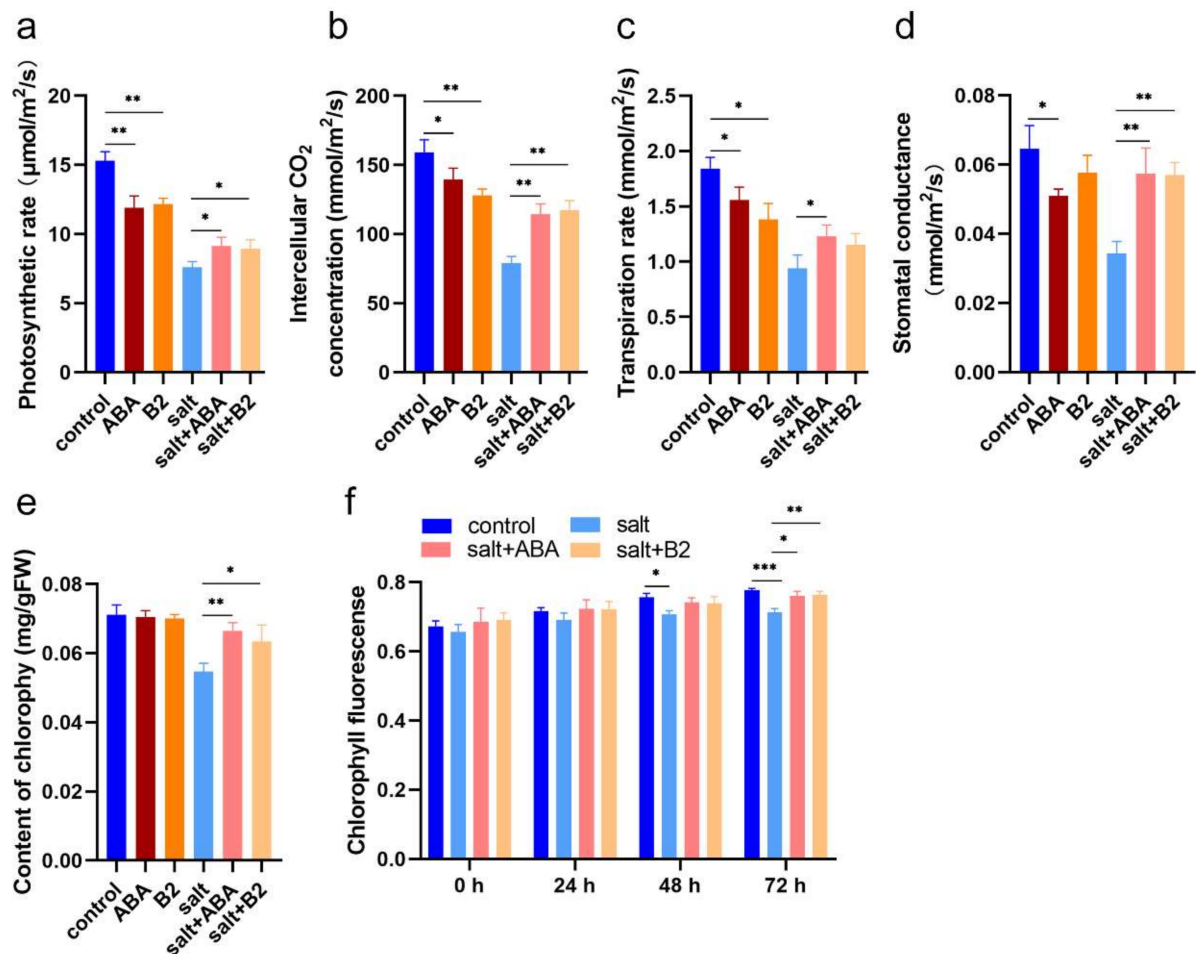 a
Photosynthetic rate (μmol/m²/s)
20
15
10
5
0
**
**
*
*
control
ABA
B2
salt
salt+ABA
salt+B2
b
Intercellular CO₂
concentration (mmol/m²/s)
200
150
100
50
0
**
*
**
**
control
ABA
B2
salt
salt+ABA
salt+B2
c
Transpiration rate (mmol/m²/s)
2.5
2.0
1.5
1.0
0.5
0.0
*
*
*
control
ABA
B2
salt
salt+ABA
salt+B2
d
Stomatal conductance
(mmol/m²/s)
0.08
0.06
0.04
0.02
0.00
*
**
**
control
ABA
B2
salt
salt+ABA
salt+B2
e
Content of chlorophy (mg/gFW)
0.08
0.06
0.04
0.02
0.00
*
**
control
ABA
B2
salt
salt+ABA
salt+B2
f
control salt
salt+ABA salt+B2
Chlorophyll fluorescense
0.8
0.6
0.4
0.2
0.0
*
**
*
***
0 h 24 h 48 h 72 h